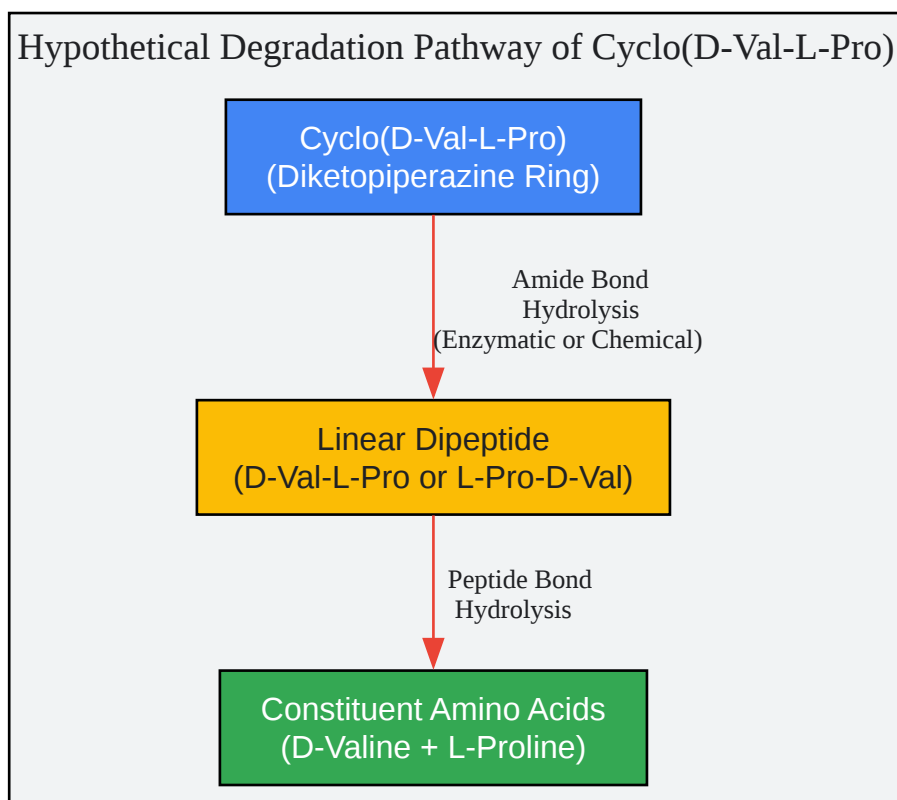 Hypothetical Degradation Pathway of Cyclo(D-Val-L-Pro)
Cyclo(D-Val-L-Pro)
(Diketopiperazine Ring)
Amide Bond
Hydrolysis
(Enzymatic or Chemical)
Linear Dipeptide
(D-Val-L-Pro or L-Pro-D-Val)
Peptide Bond
Hydrolysis
Constituent Amino Acids
(D-Valine + L-Proline)